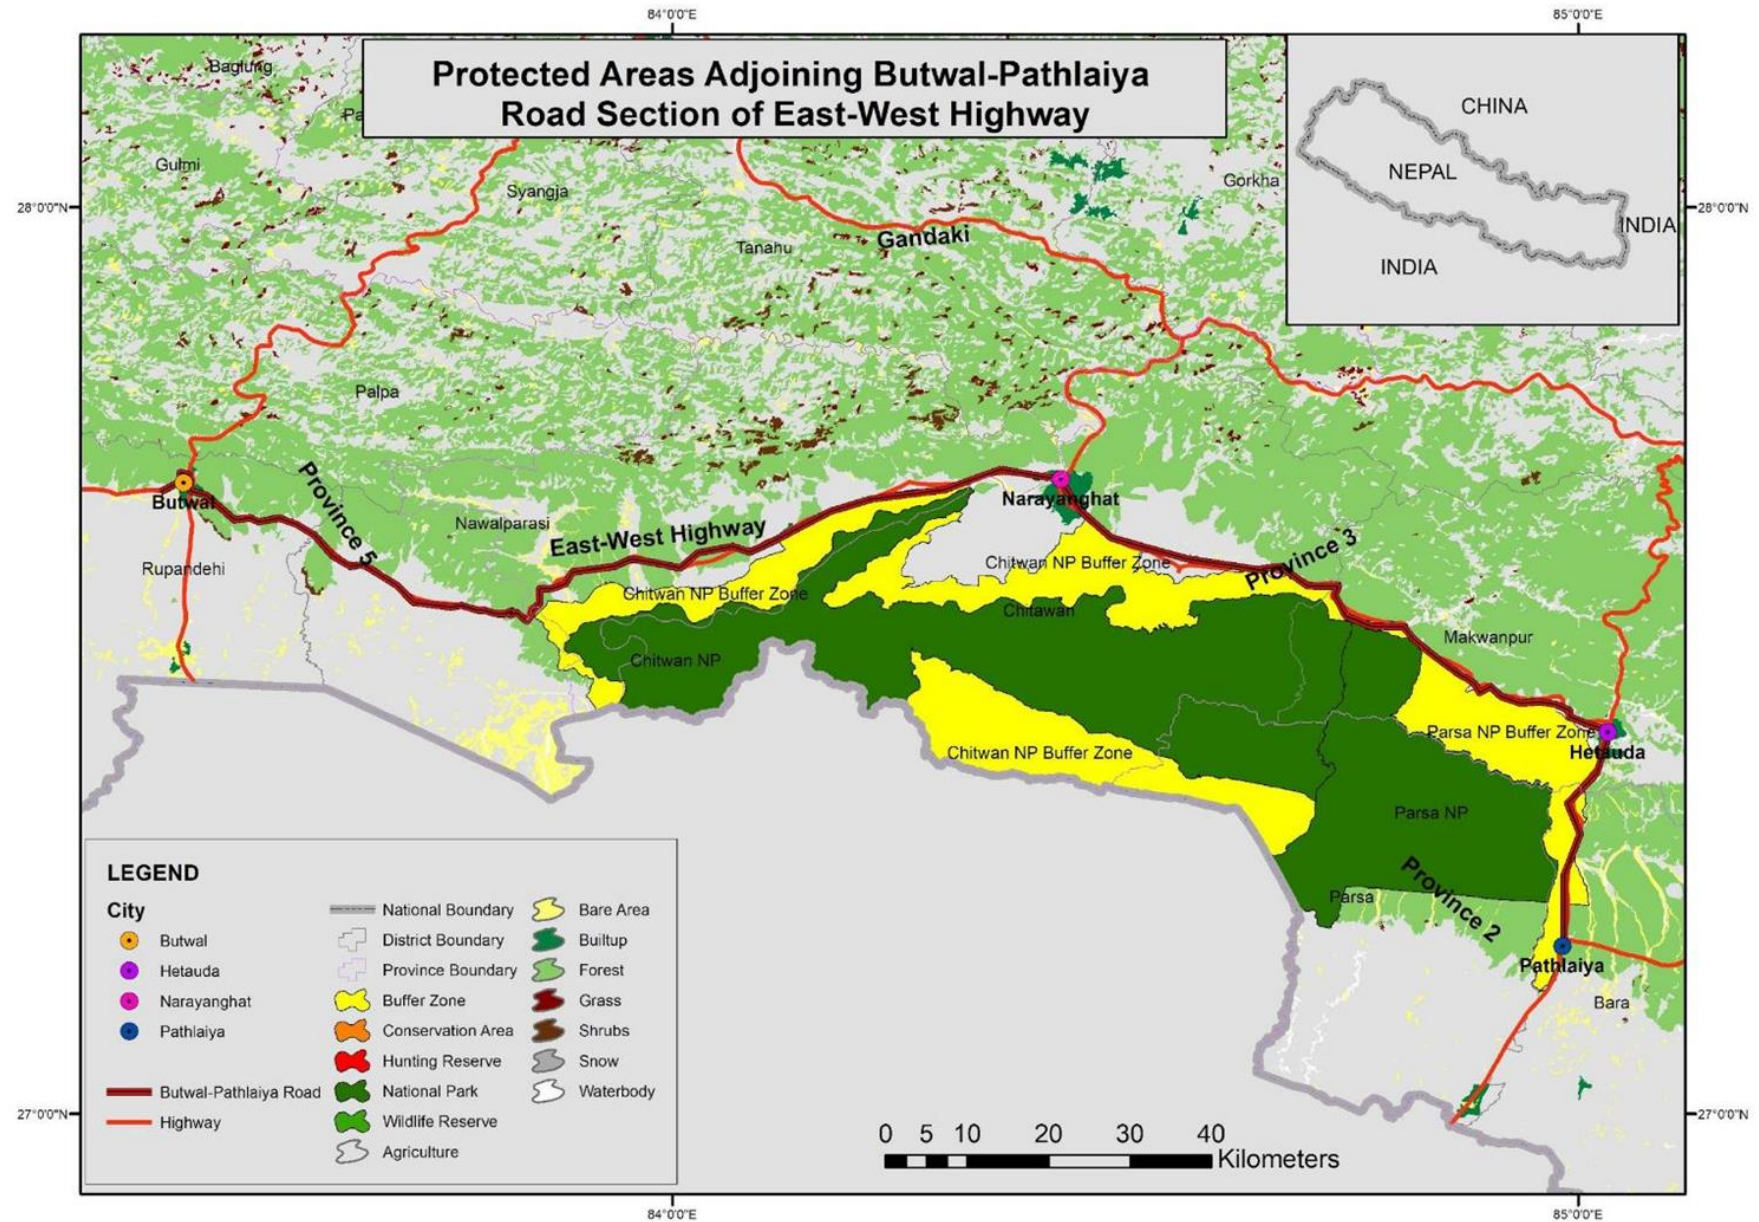 84°0'0"E
85°0'0"E
Protected Areas Adjoining Butwal-Pathlaiya
Road Section of East-West Highway
CHINA
NEPAL
INDIA
INDIA
Baglung
Pa
Gulmi
Syangja
Gorkha
28°0'0"N
28°0'0"N
Tanahu
Gandaki
Palpa
Butwal
Province 5
Nawalparasi
East-West Highway
Narayanghat
Rupandehi
Chitwan NP Buffer Zone
Province 3
Chitwan NP Buffer Zone
Chitawan
Makwanpur
Chitwan NP
Parsa NP Buffer Zone
Hetauda
Chitwan NP Buffer Zone
Parsa NP
Province 2
Parsa
Pathlaiya
Bara
LEGEND
City
Butwal
Hetauda
Narayanghat
Pathlaiya
Butwal-Pathlaiya Road
Highway
National Boundary
District Boundary
Province Boundary
Buffer Zone
Conservation Area
Hunting Reserve
National Park
Wildlife Reserve
Agriculture
Bare Area
Builtup
Forest
Grass
Shrubs
Snow
Waterbody
0 5 10 20 30 40
Kilometers
27°0'0"N
27°0'0"N
84°0'0"E
85°0'0"E